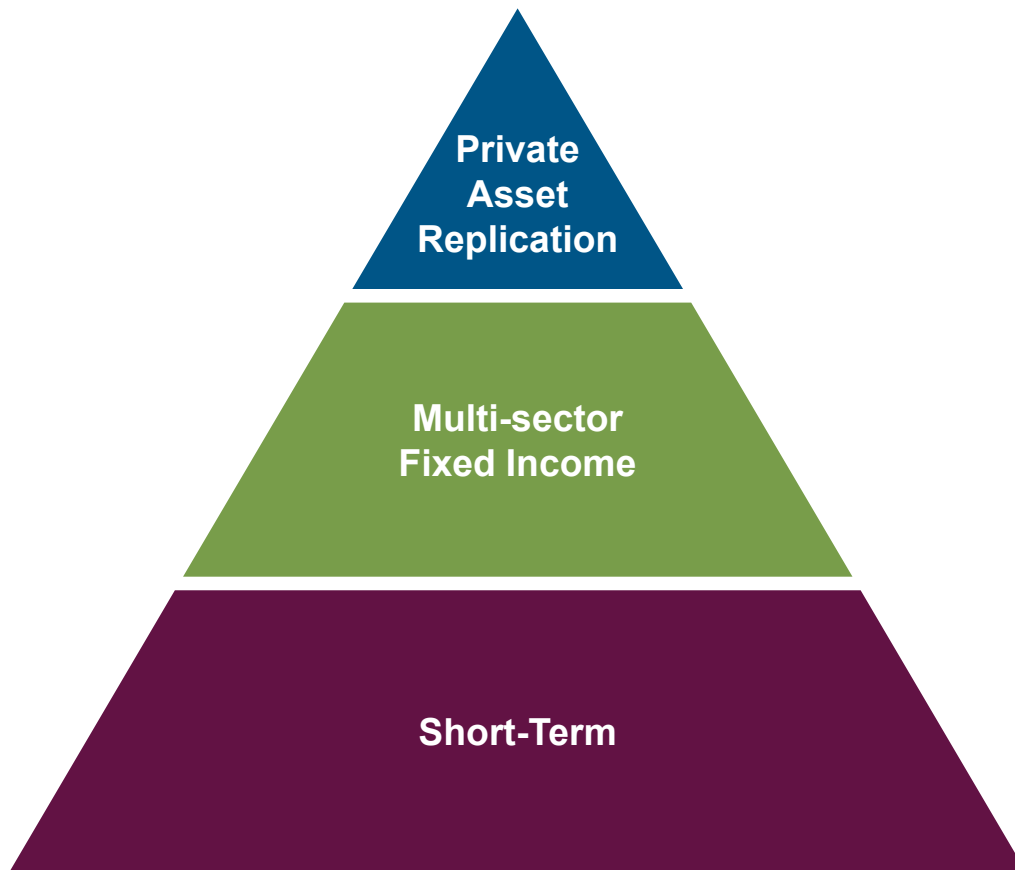 Private
Asset
Replication
Multi-sector
Fixed Income
Short-Term